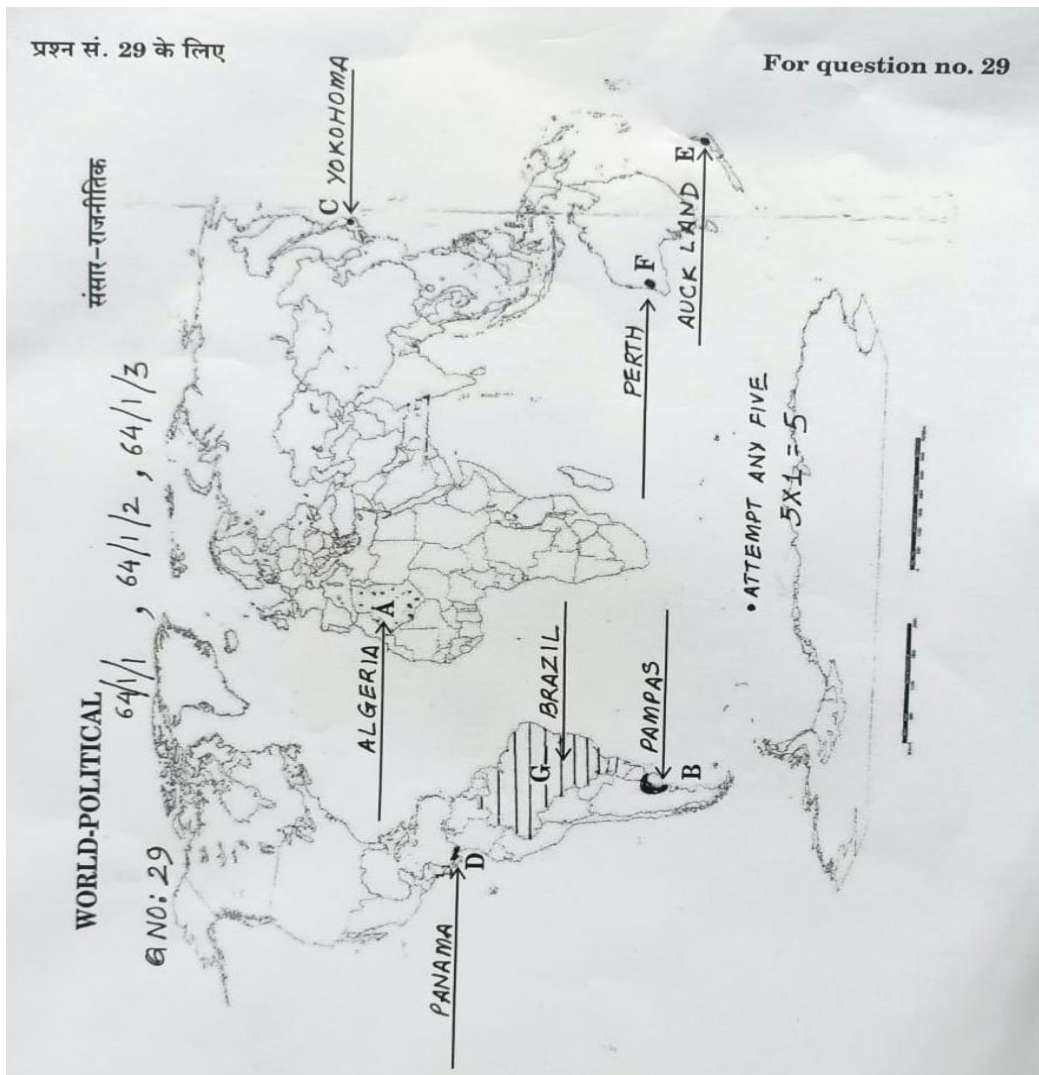 प्रश्न सं. 29 के लिए
For question no. 29
WORLD-POLITICAL
संसार-राजनीतिक
Q NO: 29
64/1/1 , 64/1/2 , 64/1/3
C
YOKOHOMA
A
ALGERIA
D
PANAMA
G
BRAZIL
B
PAMPAS
F
PERTH
E
AUCK LAND
• ATTEMPT ANY FIVE
5X1 = 5